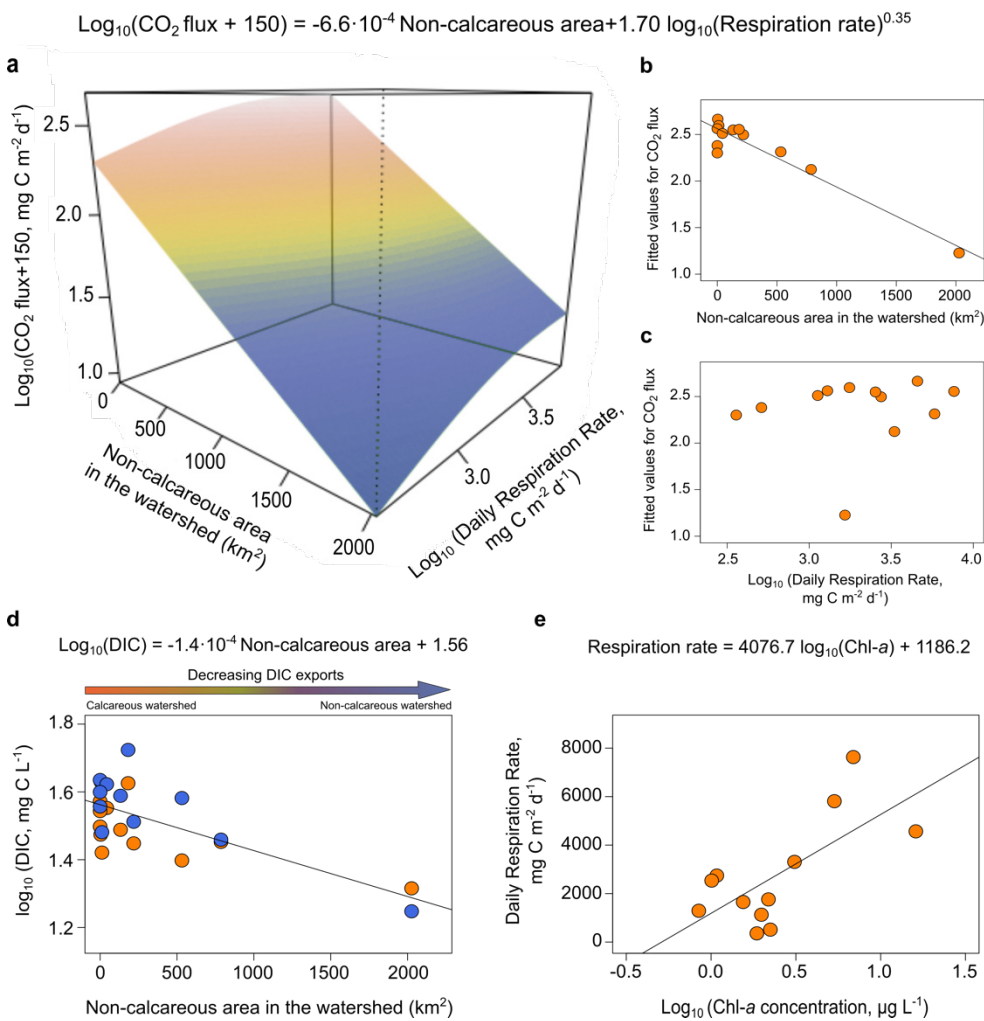 Log₁₀(CO₂ flux + 150) = -6.6·10⁻⁴ Non-calcareous area+1.70 log₁₀(Respiration rate)⁰·³⁵
a
Log₁₀(CO₂ flux+150, mg C m⁻² d⁻¹)
2.5
2.0
1.5
1.0
0
500
1000
1500
2000
Non-calcareous area
in the watershed (km²)
3.0
3.5
Log₁₀ (Daily Respiration Rate,
mg C m⁻² d⁻¹)
b
Fitted values for CO₂ flux
2.5
2.0
1.5
1.0
0 500 1000 1500 2000
Non-calcareous area in the watershed (km²)
c
Fitted values for CO₂ flux
2.5
2.0
1.5
1.0
2.5 3.0 3.5 4.0
Log₁₀ (Daily Respiration Rate,
mg C m⁻² d⁻¹)
d
Log₁₀(DIC) = -1.4·10⁻⁴ Non-calcareous area + 1.56
Decreasing DIC exports
Calcareous watershed Non-calcareous watershed
log₁₀ (DIC, mg C L⁻¹)
1.8
1.6
1.4
1.2
0 500 1000 1500 2000
Non-calcareous area in the watershed (km²)
e
Respiration rate = 4076.7 log₁₀(Chl-a) + 1186.2
Daily Respiration Rate,
mg C m⁻² d⁻¹)
8000
6000
4000
2000
0
-0.5 0.0 0.5 1.0 1.5
Log₁₀ (Chl-a concentration, µg L⁻¹)